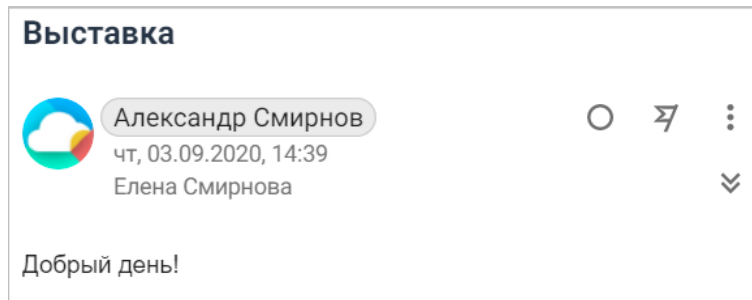 Выставка
Александр Смирнов
чт, 03.09.2020, 14:39
Елена Смирнова
Добрый день!